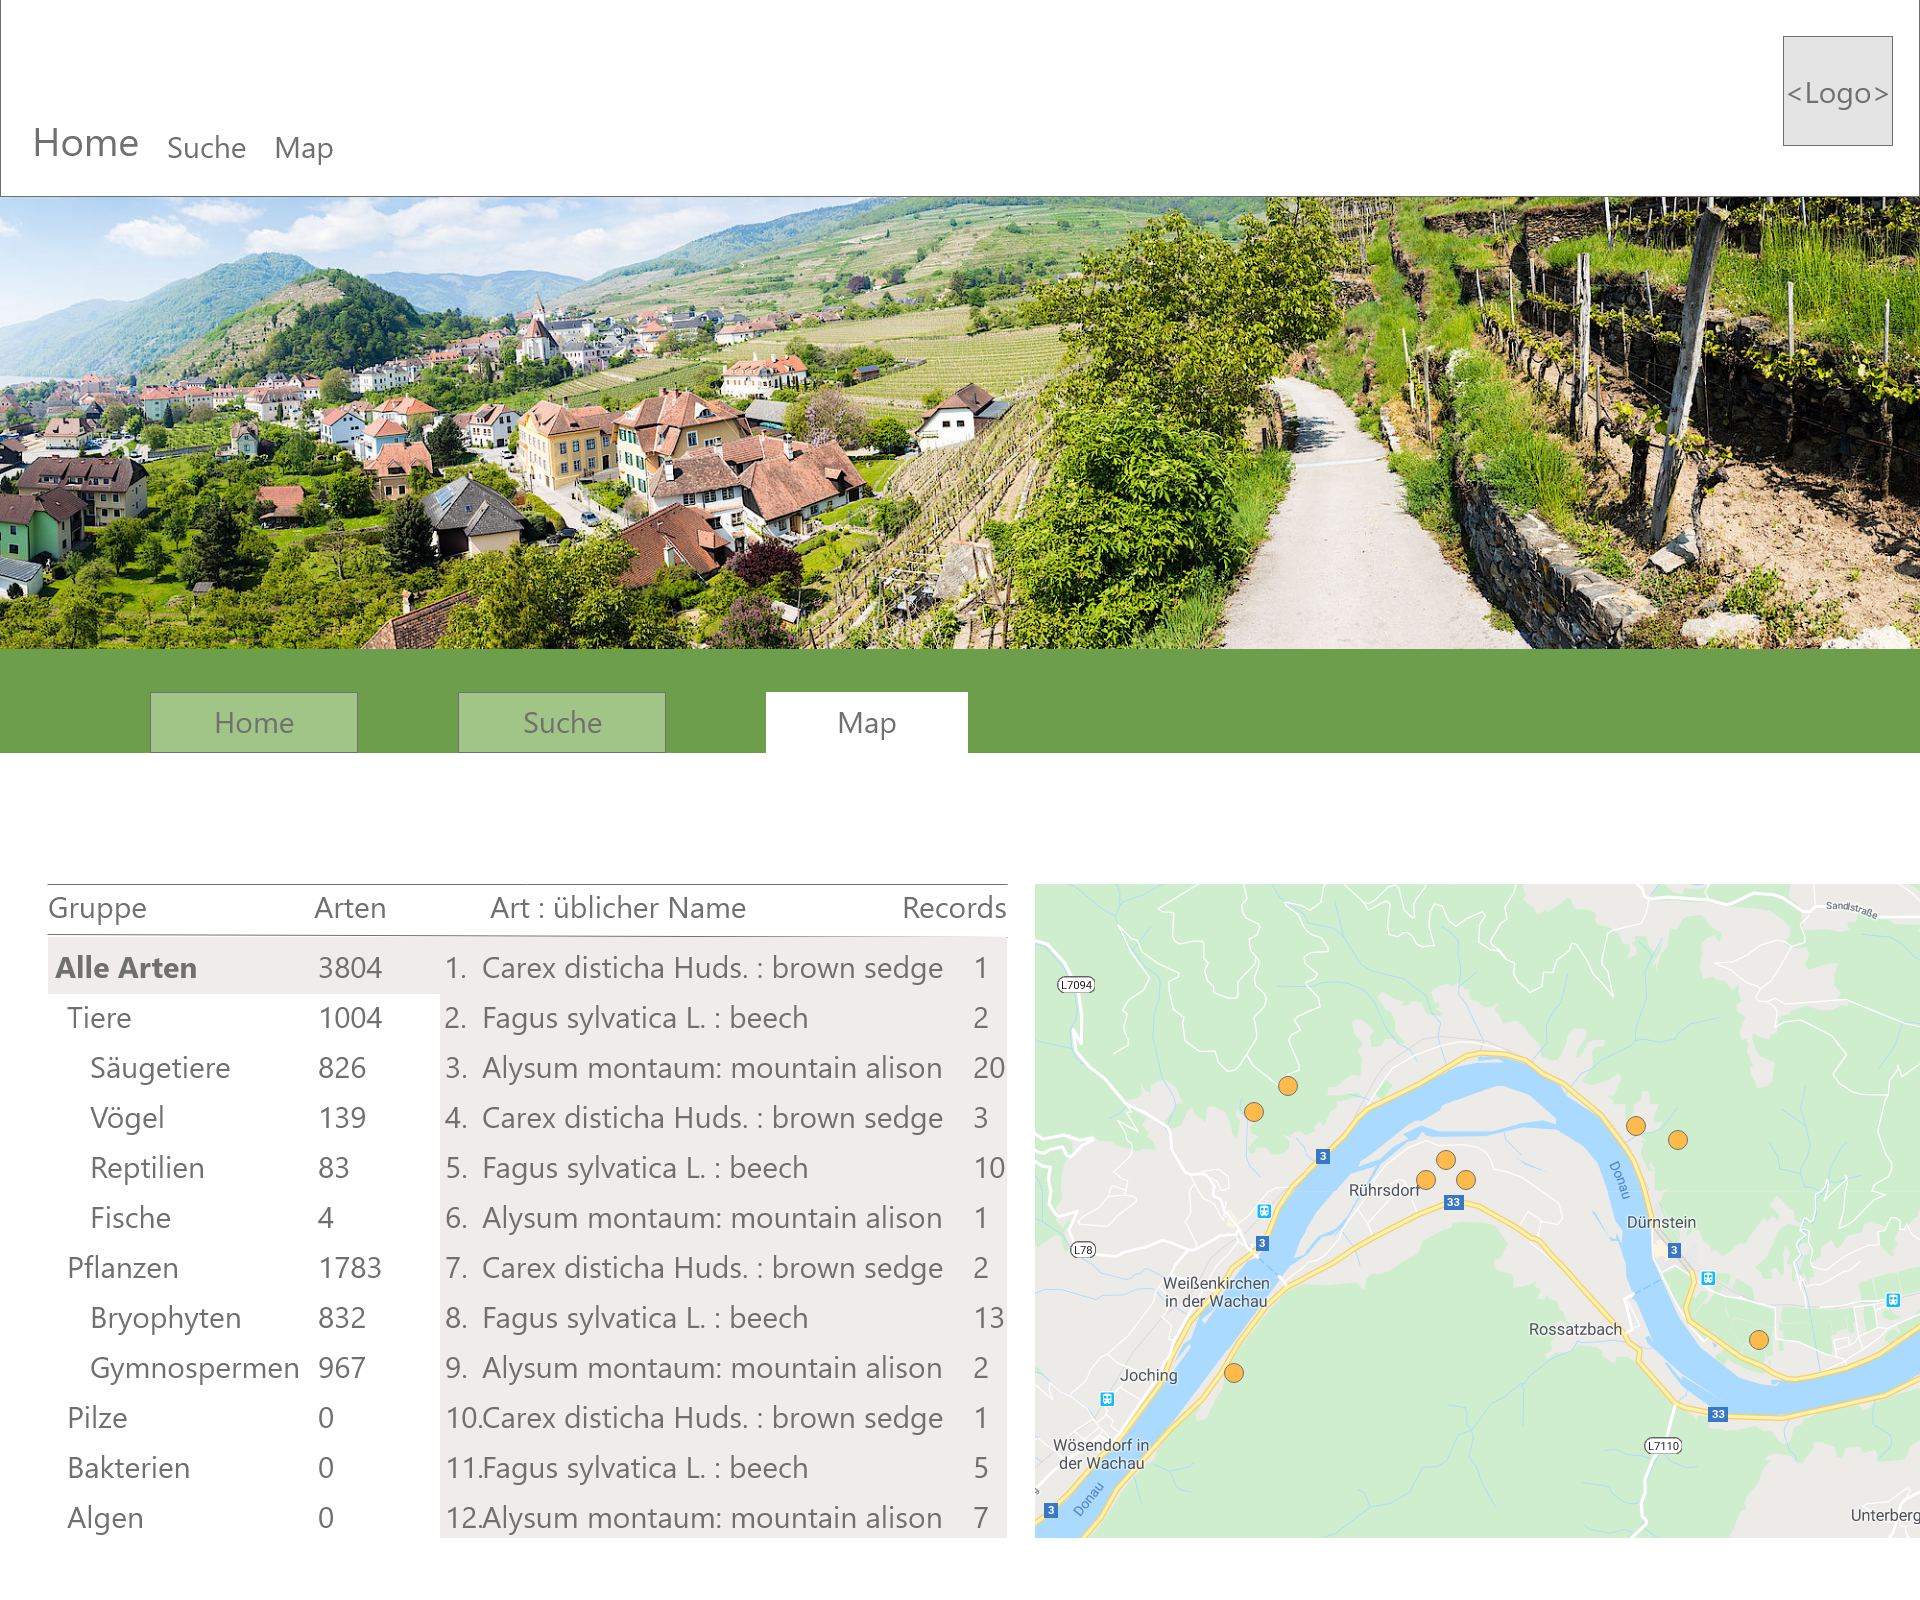 <Logo>
Home Suche Map
Home Suche Map
Gruppe Arten Art : üblicher Name Records
Alle Arten 3804 1. Carex disticha Huds. : brown sedge 1
Tiere 1004 2. Fagus sylvatica L. : beech 2
Säugetiere 826 3. Alysum montaum: mountain alison 20
Vögel 139 4. Carex disticha Huds. : brown sedge 3
Reptilien 83 5. Fagus sylvatica L. : beech 10
Fische 4 6. Alysum montaum: mountain alison 1
Pflanzen 1783 7. Carex disticha Huds. : brown sedge 2
Bryophyten 832 8. Fagus sylvatica L. : beech 13
Gymnospermen 967 9. Alysum montaum: mountain alison 2
Pilze 0 10.Carex disticha Huds. : brown sedge 1
Bakterien 0 11.Fagus sylvatica L. : beech 5
Algen 0 12.Alysum montaum: mountain alison 7
Sandlstraße
L7094
3
Rührsdorf
33
Donau
Dürnstein
3
3
L78
Weißenkirchen
in der Wachau
Rossatzbach
Joching
33
Wösendorf in
der Wachau
L7110
Donau
3
Unterberg